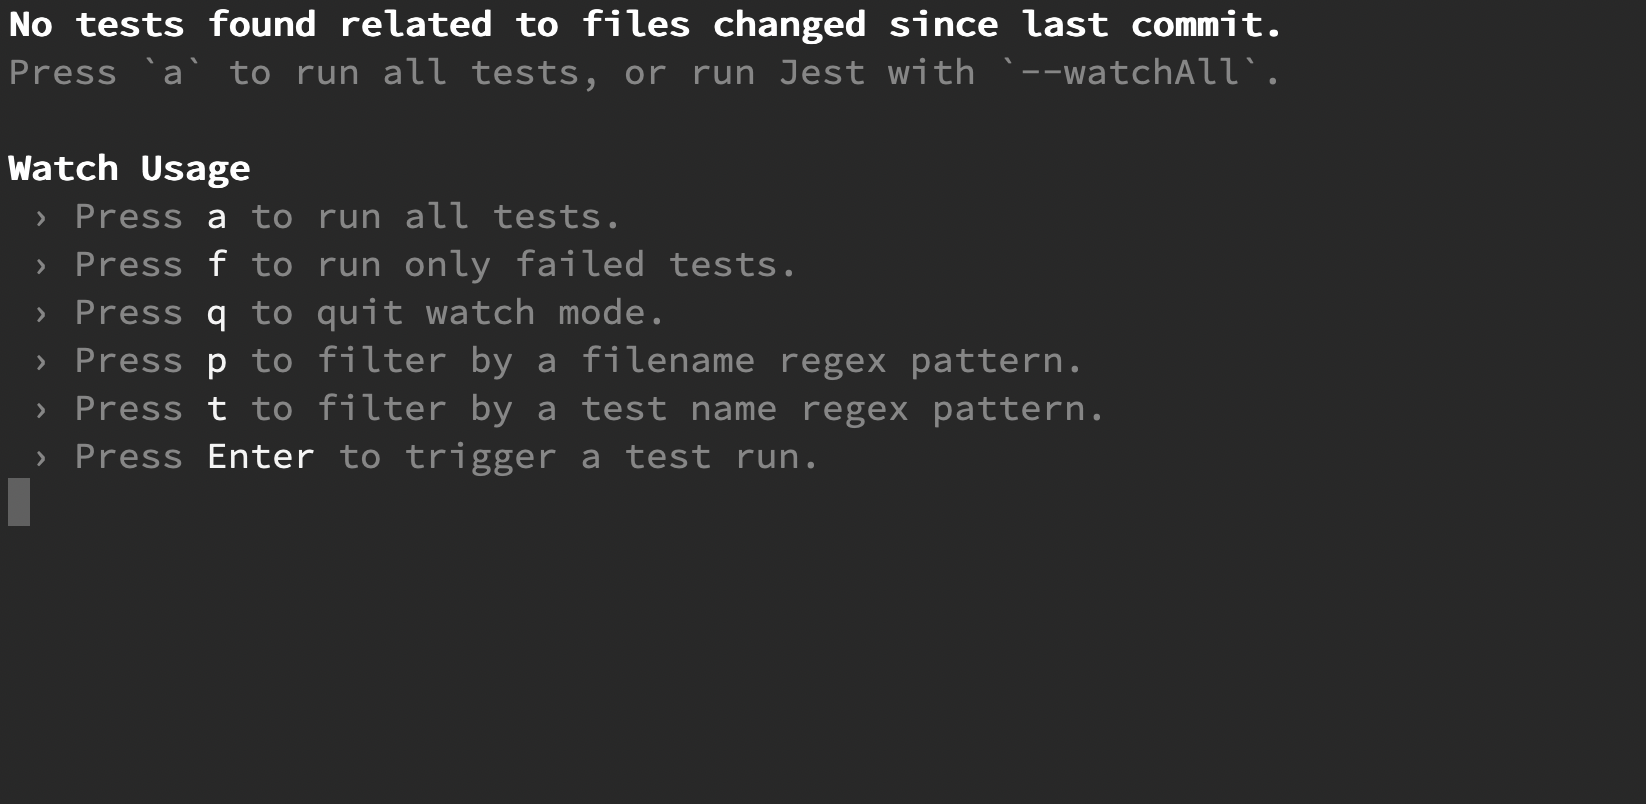 No tests found related to files changed since last commit.
Press `a` to run all tests, or run Jest with `--watchAll`.
Watch Usage
› Press a to run all tests.
› Press f to run only failed tests.
› Press q to quit watch mode.
› Press p to filter by a filename regex pattern.
› Press t to filter by a test name regex pattern.
› Press Enter to trigger a test run.